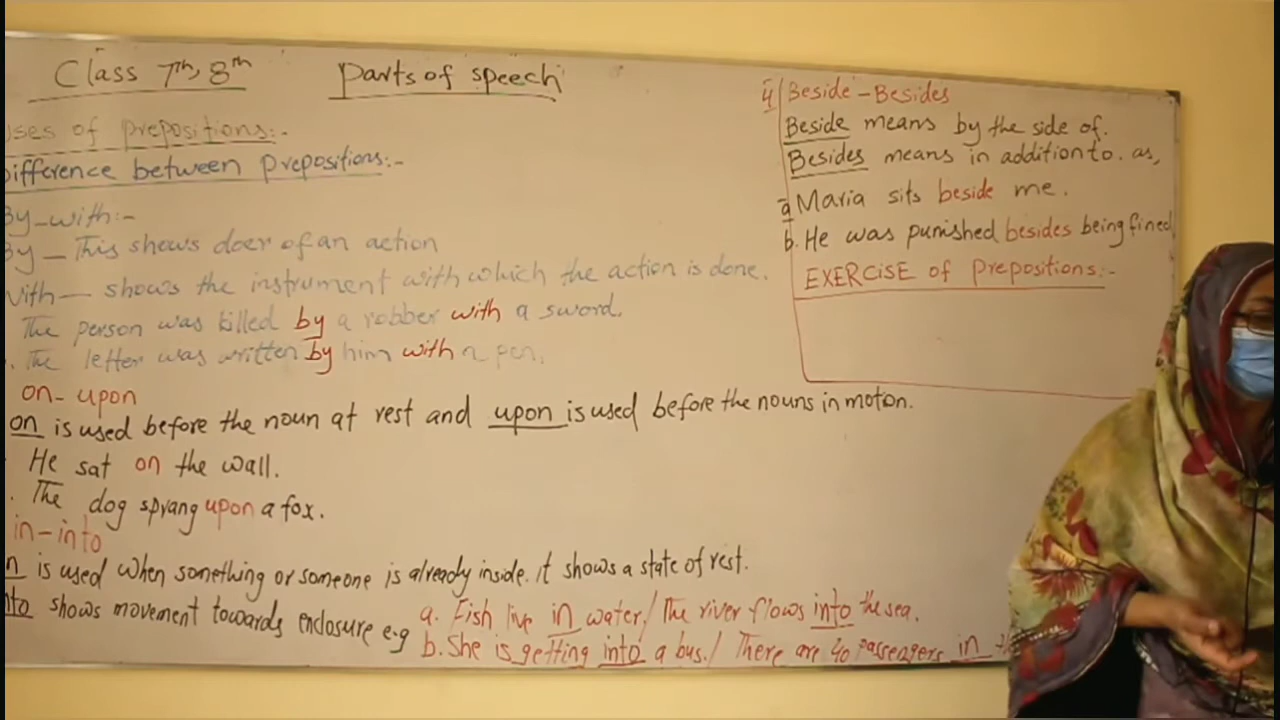 Class 7th, 8th
Parts of speech
uses of prepositions:-
Difference between prepositions:-
By-with:-
By - This shows doer of an action
With - shows the instrument with which the action is done.
The person was killed by a robber with a sword.
The letter was written by him with a pen.
on - upon
on is used before the noun at rest and upon is used before the nouns in motion.
He sat on the wall.
The dog sprang upon a fox.
in - into
in is used when something or someone is already inside. it shows a state of rest.
into shows movement towards enclosure e.g
a. Fish live in water / The river flows into the sea.
b. She is getting into a bus. / There are 40 passengers in
4 Beside - Besides
Beside means by the side of.
Besides means in addition to. as,
a Maria sits beside me.
b. He was punished besides being fined
EXERCISE of Prepositions:-